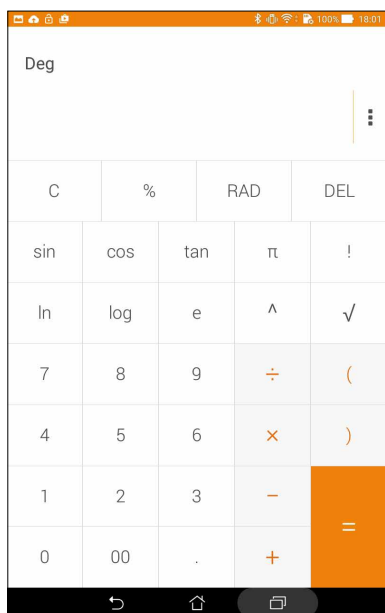 100% 18:01
Deg
C % RAD DEL
sin cos tan π !
ln log e ^ √
7 8 9 ÷ (
4 5 6 × )
1 2 3 − =
0 00 . +